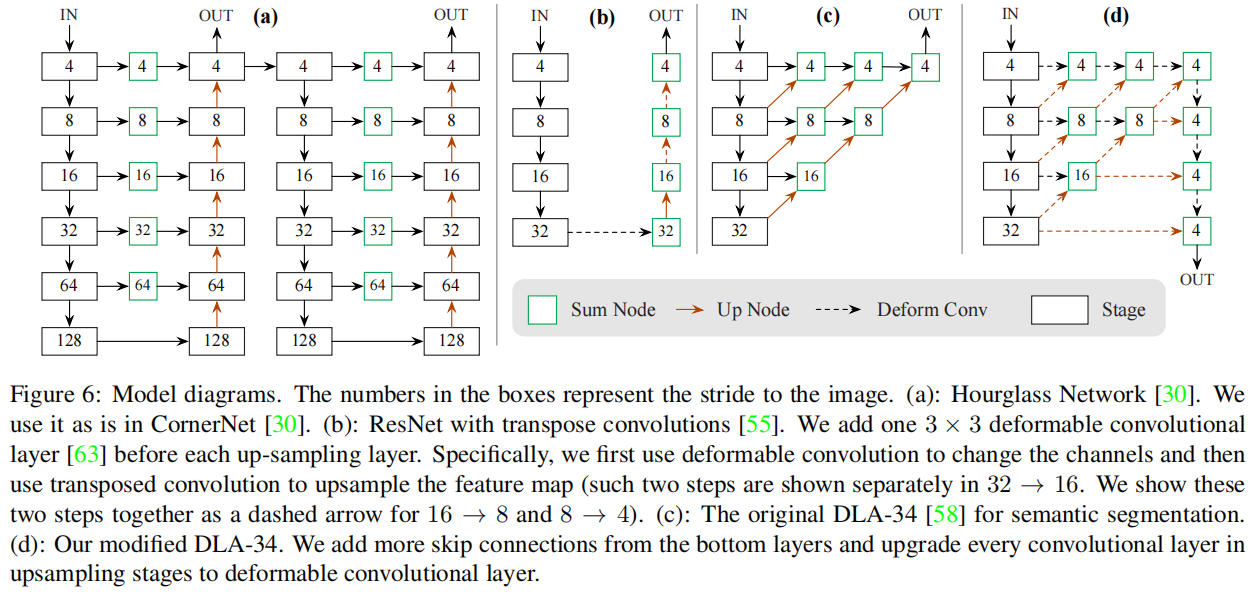 IN OUT (a) OUT IN (b) OUT IN (c) OUT IN (d)
4 4 4 4 4 4 4 4 4 4 4 4 4 4 4 4
8 8 8 8 8 8 8 8 8 8 8 8 8 8 4
16 16 16 16 16 16 16 16 16 16 16 16 4
32 32 32 32 32 32 32 32 32 32 4
64 64 64 64 64 64 OUT
Sum Node Up Node Deform Conv Stage
128 128 128 128
Figure 6: Model diagrams. The numbers in the boxes represent the stride to the image. (a): Hourglass Network [30]. We
use it as is in CornerNet [30]. (b): ResNet with transpose convolutions [55]. We add one 3 × 3 deformable convolutional
layer [63] before each up-sampling layer. Specifically, we first use deformable convolution to change the channels and then
use transposed convolution to upsample the feature map (such two steps are shown separately in 32 → 16. We show these
two steps together as a dashed arrow for 16 → 8 and 8 → 4). (c): The original DLA-34 [58] for semantic segmentation.
(d): Our modified DLA-34. We add more skip connections from the bottom layers and upgrade every convolutional layer in
upsampling stages to deformable convolutional layer.